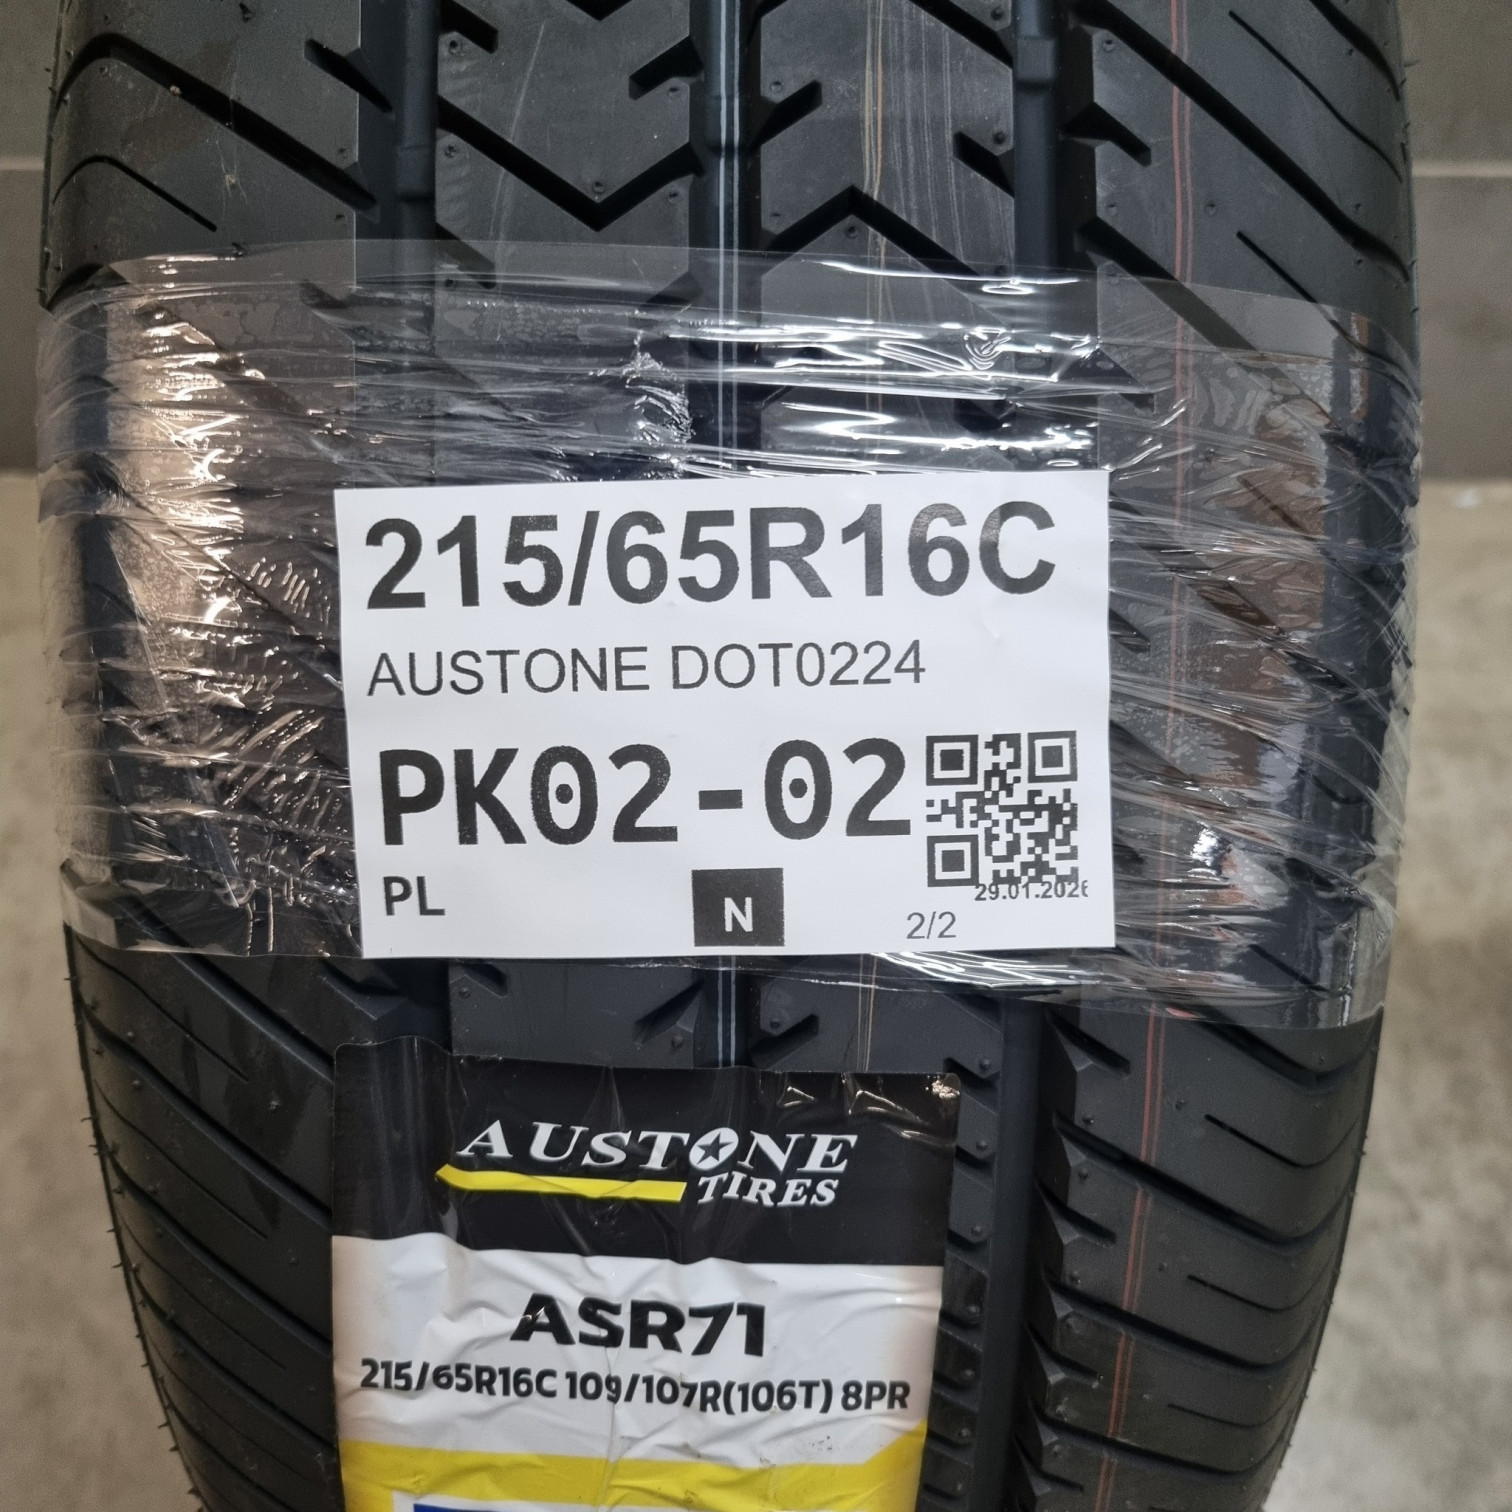 215/65R16C
AUSTONE DOT0224
PK02-02
29.01.202
PL
N
2/2
AUSTONE
TIRES
ASR71
215/65R16C 109/107R(106T) 8PR